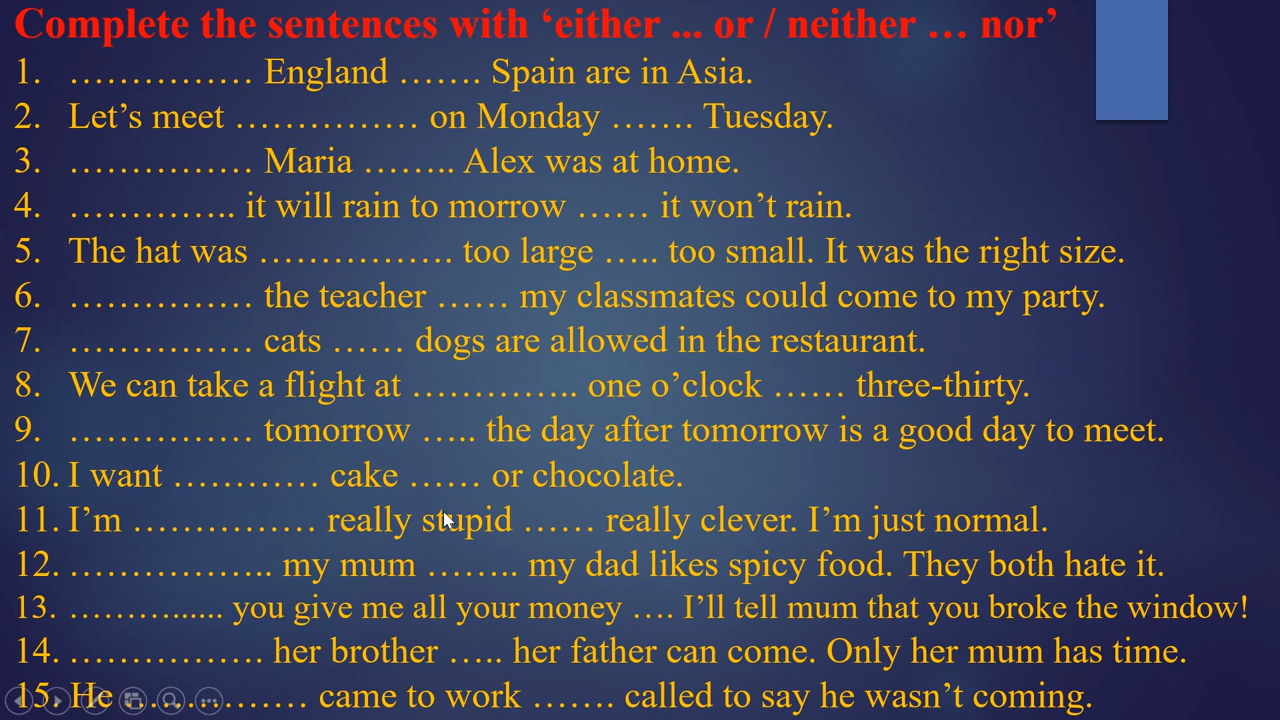 Complete the sentences with ‘either ... or / neither … nor’
1. …………… England ……. Spain are in Asia.
2. Let’s meet …………… on Monday ……. Tuesday.
3. …………… Maria …….. Alex was at home.
4. ………….. it will rain to morrow …… it won’t rain.
5. The hat was ……………. too large ….. too small. It was the right size.
6. …………… the teacher …… my classmates could come to my party.
7. …………… cats …… dogs are allowed in the restaurant.
8. We can take a flight at ………….. one o’clock …… three-thirty.
9. …………… tomorrow ….. the day after tomorrow is a good day to meet.
10. I want ………… cake …… or chocolate.
11. I’m …………… really stupid …… really clever. I’m just normal.
12. …………….. my mum …….. my dad likes spicy food. They both hate it.
13. ………...... you give me all your money …. I’ll tell mum that you broke the window!
14. ……………. her brother ….. her father can come. Only her mum has time.
15. He …………… came to work ……. called to say he wasn’t coming.